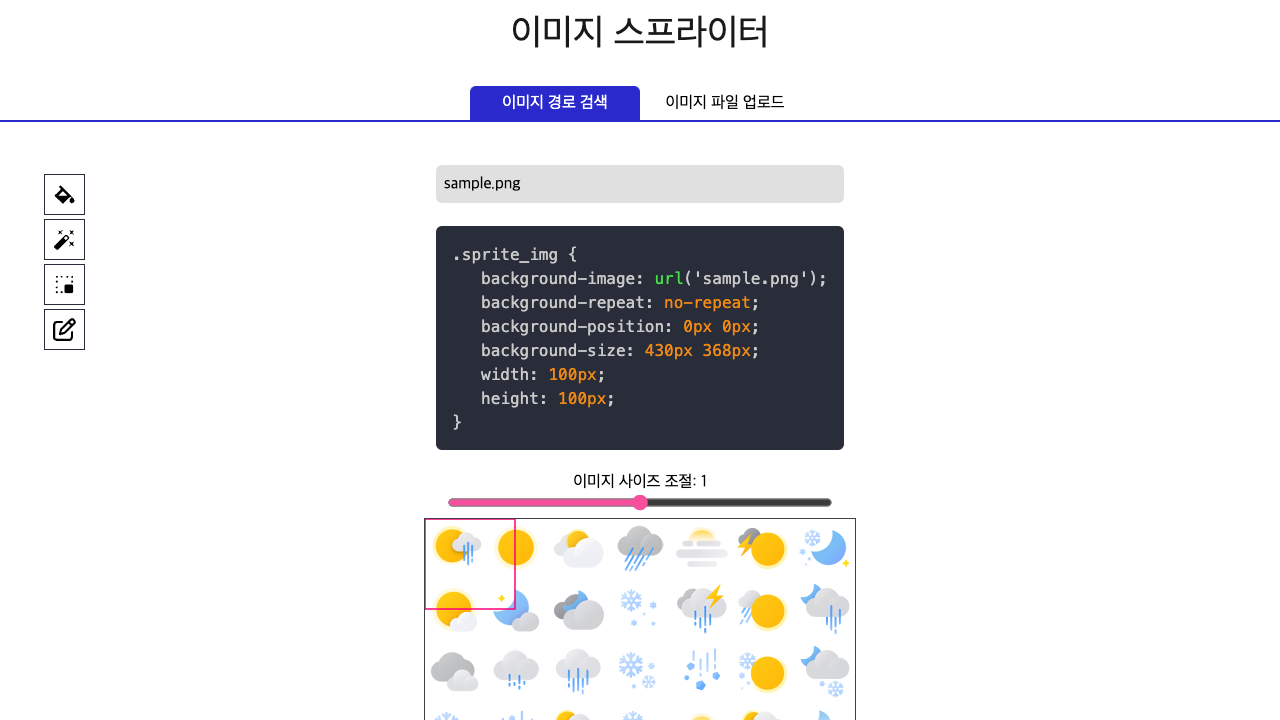 이미지 스프라이터
이미지 경로 검색
이미지 파일 업로드
sample.png
.sprite_img {
background-image: url('sample.png');
background-repeat: no-repeat;
background-position: 0px 0px;
background-size: 430px 368px;
width: 100px;
height: 100px;
}
이미지 사이즈 조절: 1